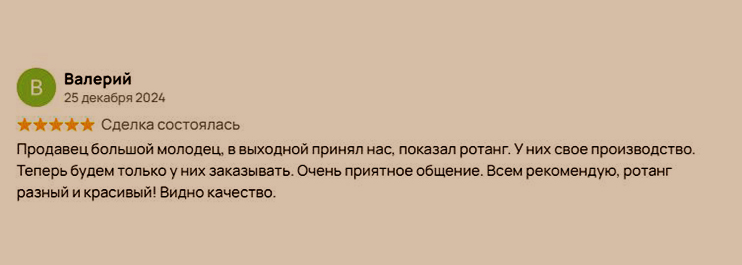 В
Валерий
25 декабря 2024
Сделка состоялась
Продавец большой молодец, в выходной принял нас, показал ротанг. У них свое производство.
Теперь будем только у них заказывать. Очень приятное общение. Всем рекомендую, ротанг
разный и красивый! Видно качество.